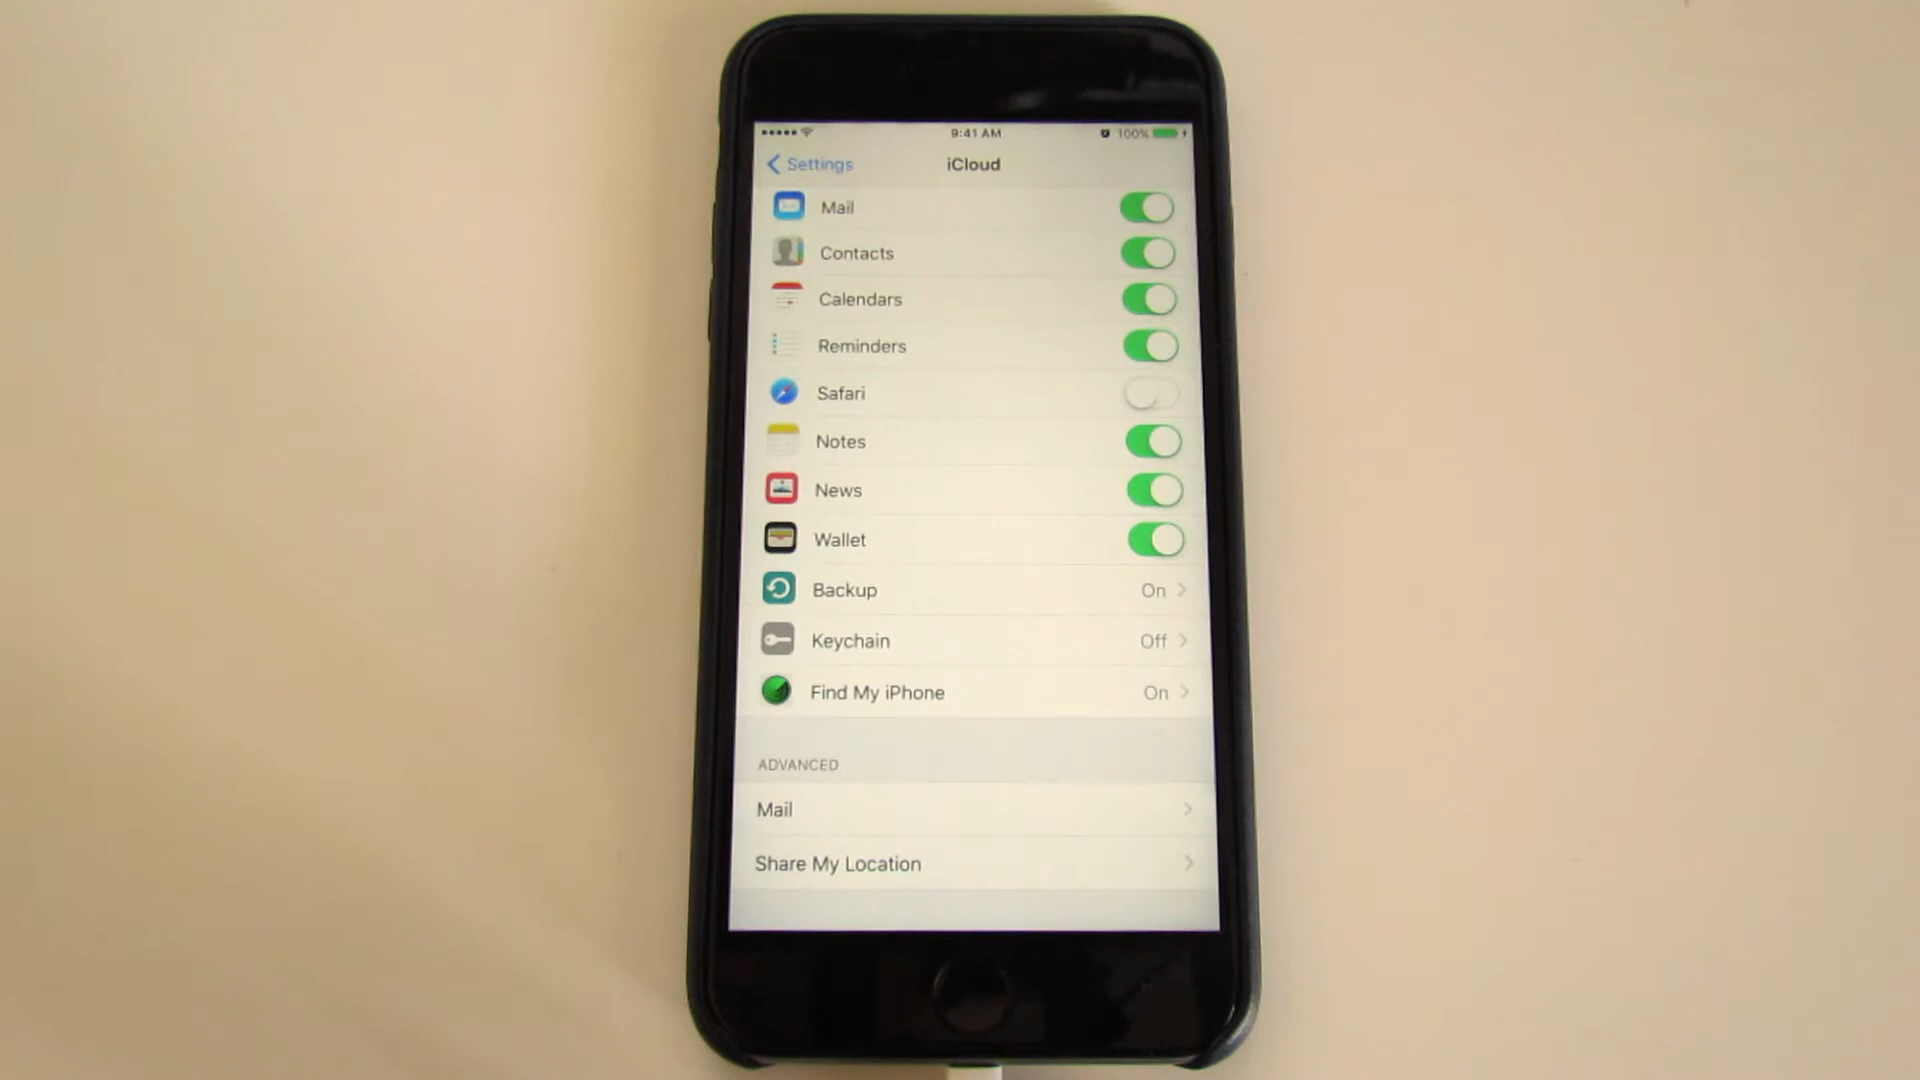 9:41 AM
100%
Settings
iCloud
Mail
Contacts
Calendars
Reminders
Safari
Notes
News
Wallet
Backup On
Keychain Off
Find My iPhone On
ADVANCED
Mail
Share My Location